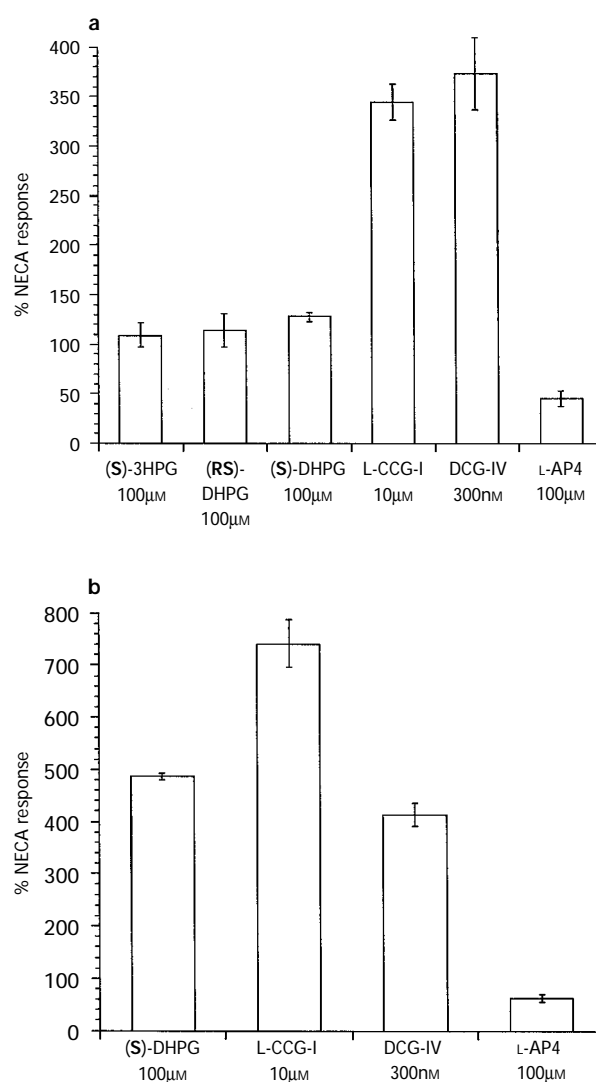 a
% NECA response
400
350
300
250
200
150
100
50
0
(S)-3HPG
100µM
(RS)-
DHPG
100µM
(S)-DHPG
100µM
L-CCG-I
10µM
DCG-IV
300nM
L-AP4
100µM
b
% NECA response
800
700
600
500
400
300
200
100
0
(S)-DHPG
100µM
L-CCG-I
10µM
DCG-IV
300nM
L-AP4
100µM